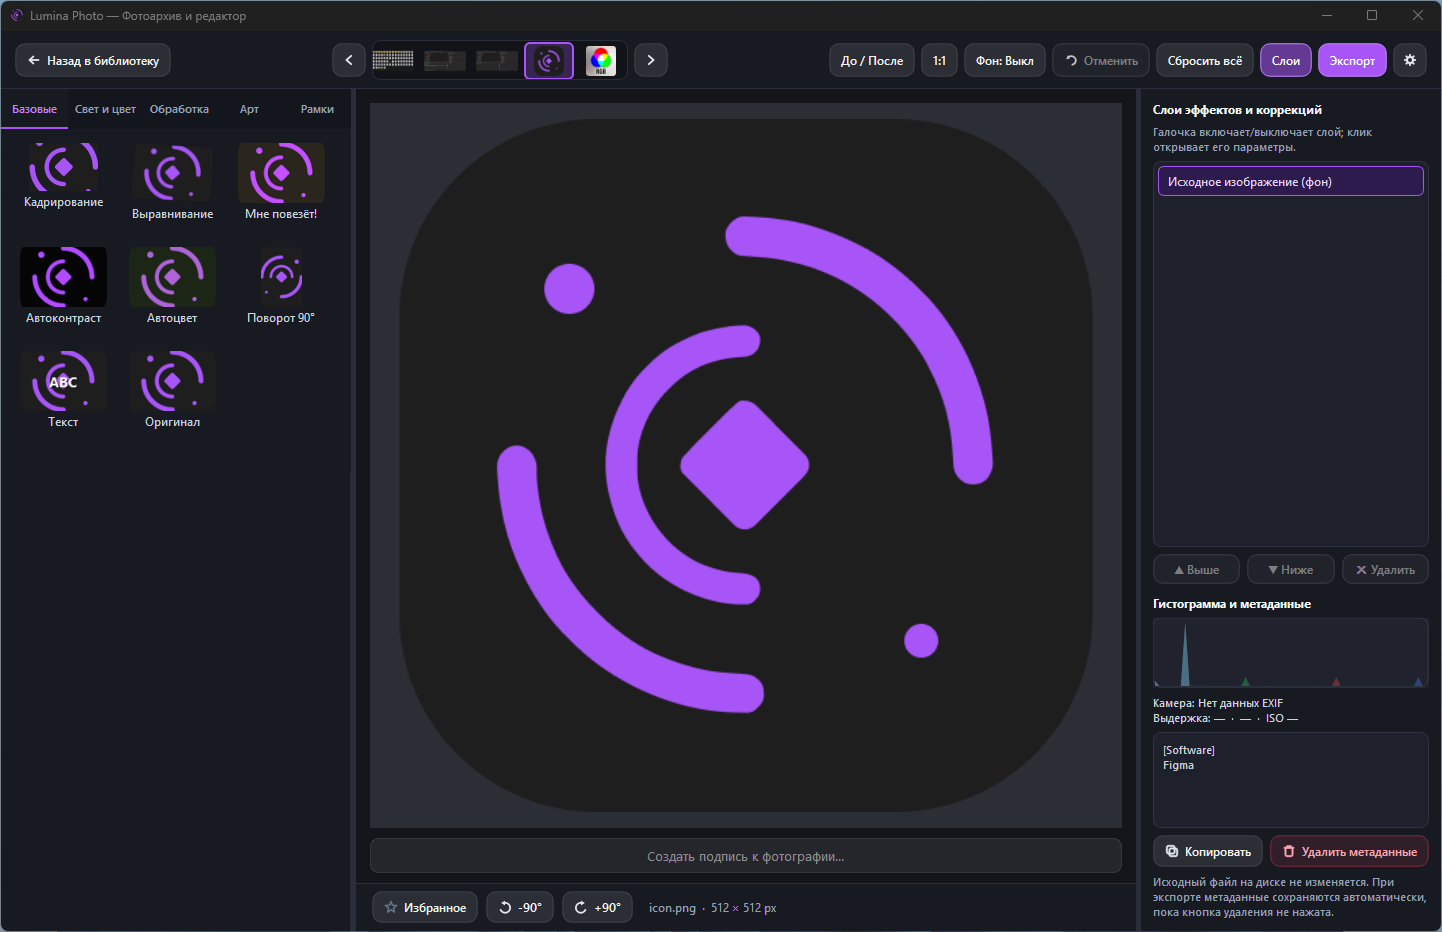 Lumina Photo — Фотоархив и редактор
Назад в библиотеку
RGB
До / После
1:1
Фон: Выкл
Отменить
Сбросить всё
Слои
Экспорт
Базовые
Свет и цвет
Обработка
Арт
Рамки
Кадрирование
Выравнивание
Мне повезёт!
Автоконтраст
Автоцвет
Поворот 90°
ABC
Текст
Оригинал
Создать подпись к фотографии...
Избранное
-90°
+90°
icon.png · 512 × 512 px
Слои эффектов и коррекций
Галочка включает/выключает слой; клик
открывает его параметры.
Исходное изображение (фон)
▲ Выше
▼ Ниже
✕ Удалить
Гистограмма и метаданные
Камера: Нет данных EXIF
Выдержка: — · — · ISO —
[Software]
Figma
Копировать
Удалить метаданные
Исходный файл на диске не изменяется. При
экспорте метаданные сохраняются автоматически,
пока кнопка удаления не нажата.